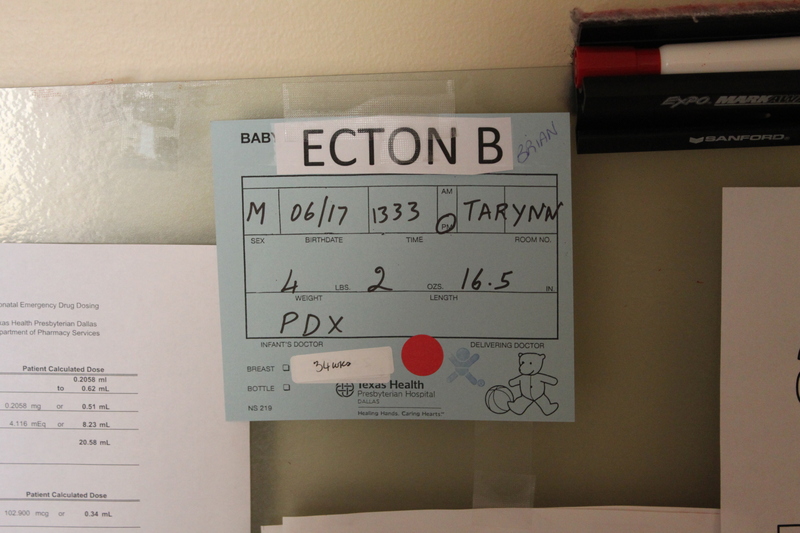 EXPO MARK
SANFORD
BABY ECTON B BRIAN
M 06/17 1333 AM PM TARYNN
SEX BIRTHDATE TIME ROOM NO.
4 LBS. 2 OZS. 16.5 IN.
WEIGHT LENGTH
PDX
INFANT'S DOCTOR DELIVERING DOCTOR
BREAST
34 wks
BOTTLE
Texas Health
Presbyterian Hospital
DALLAS
Healing Hands. Caring Hearts.™
NS 219
onatal Emergency Drug Dosing
xas Health Presbyterian Dallas
partment of Pharmacy Services
Patient Calculated Dose
0.2058 ml
to 0.62 mL
0.2058 mg or 0.51 mL
4.116 mEq or 8.23 mL
20.58 mL
Patient Calculated Dose
102.900 mcg or 0.34 mL